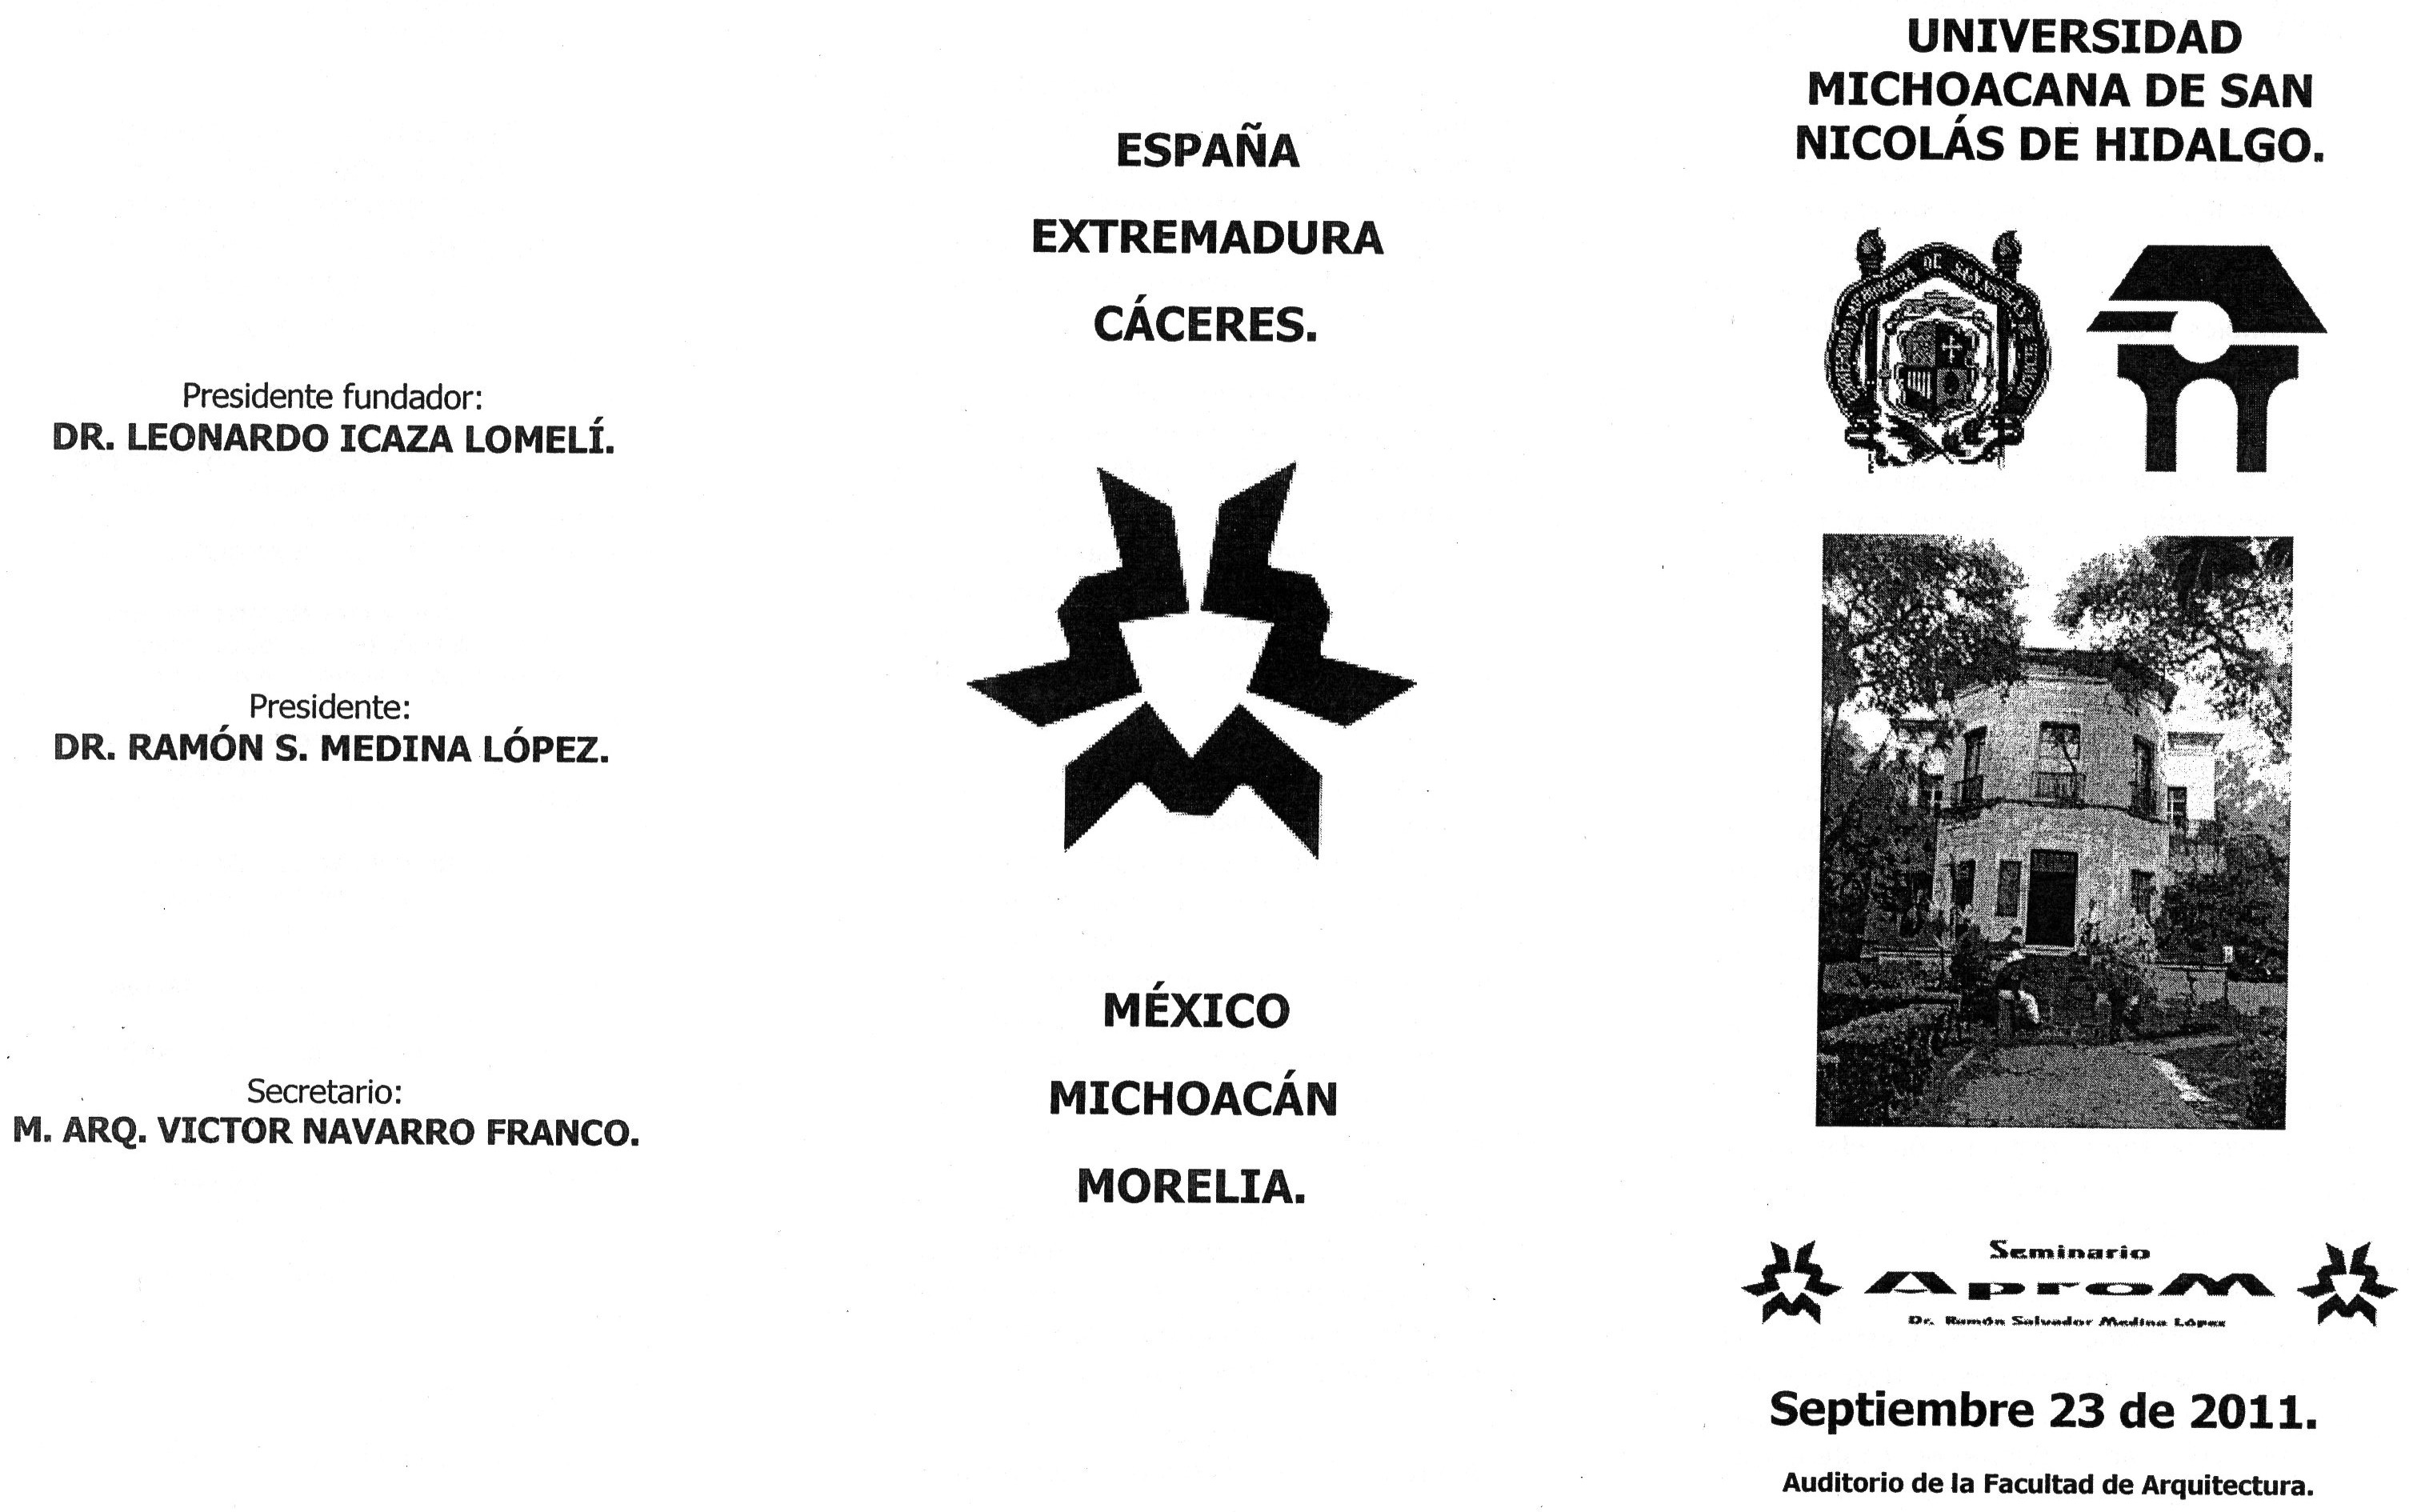 Presidente fundador:
DR. LEONARDO ICAZA LOMELÍ.
Presidente:
DR. RAMÓN S. MEDINA LÓPEZ.
Secretario:
M. ARQ. VICTOR NAVARRO FRANCO.
ESPAÑA
EXTREMADURA
CÁCERES.
MÉXICO
MICHOACÁN
MORELIA.
UNIVERSIDAD
MICHOACANA DE SAN
NICOLÁS DE HIDALGO.
Seminario
AproM
Dr. Ramón Salvador Medina López
Septiembre 23 de 2011.
Auditorio de la Facultad de Arquitectura.